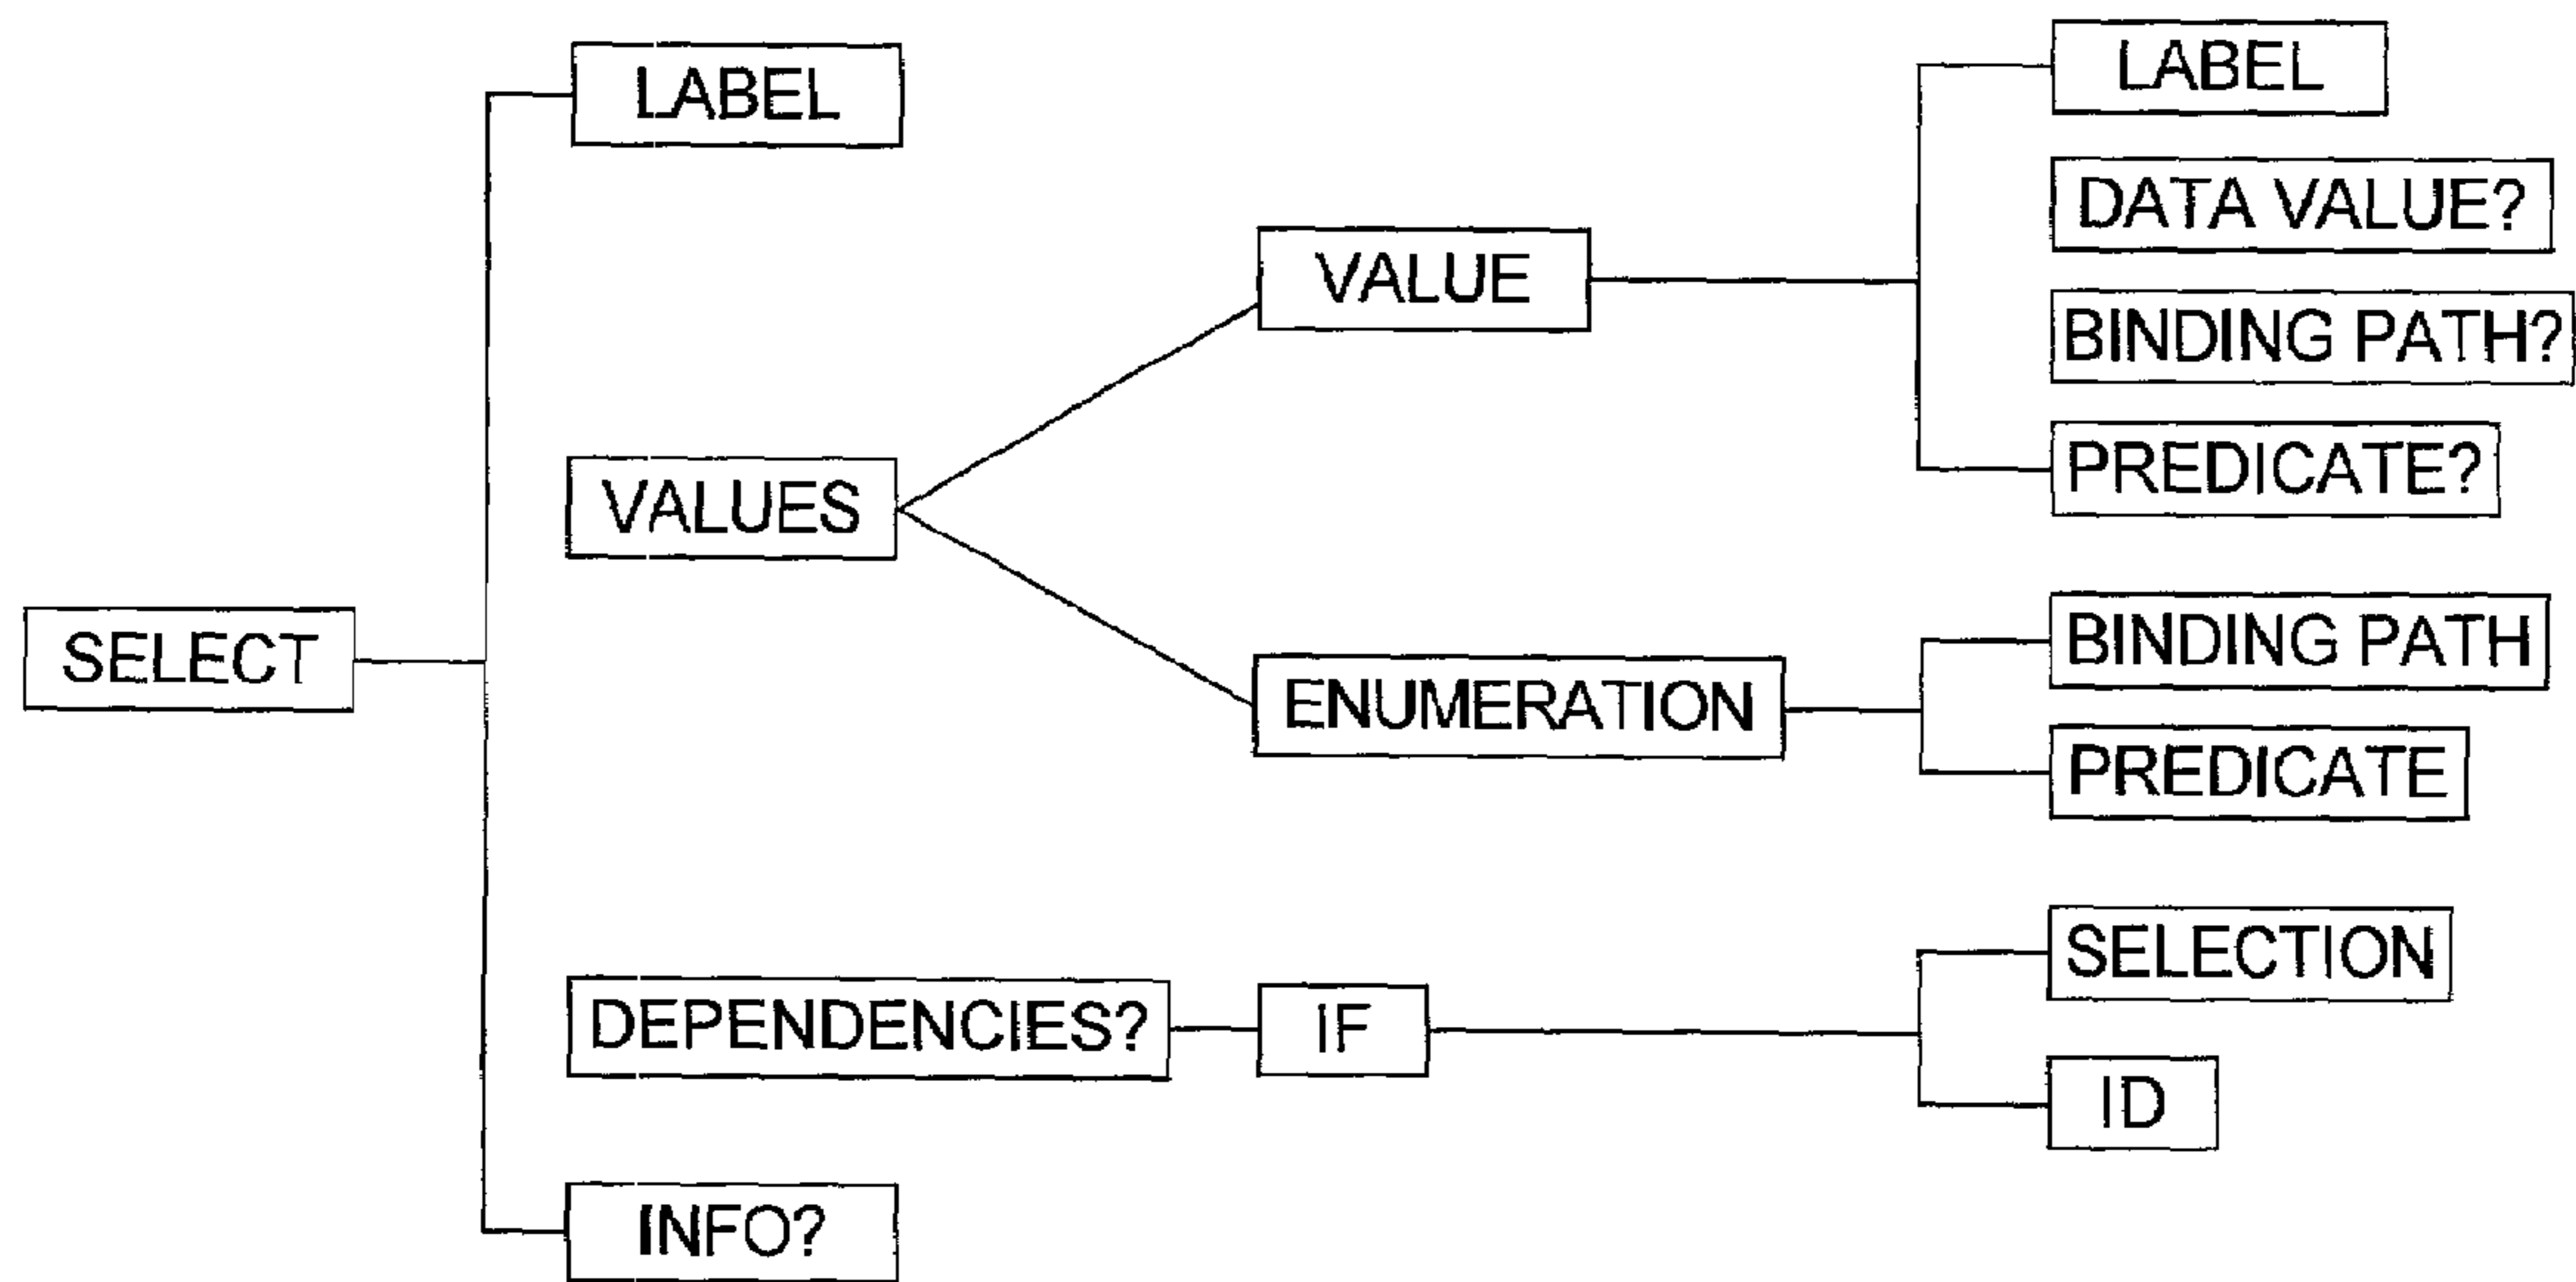 LABEL
LABEL
DATA VALUE?
VALUE
BINDING PATH?
PREDICATE?
VALUES
SELECT
BINDING PATH
ENUMERATION
PREDICATE
SELECTION
DEPENDENCIES?
IF
ID
INFO?